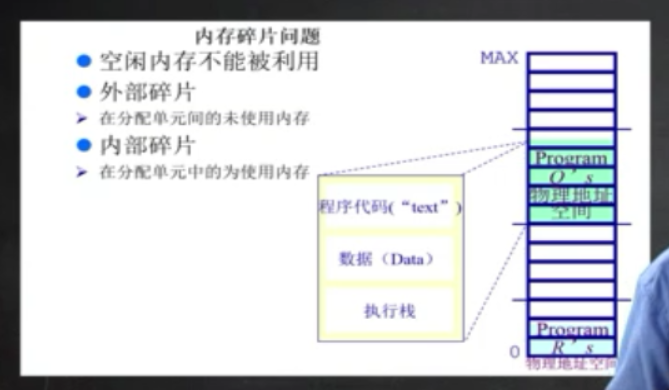 内存碎片问题
空闲内存不能被利用
外部碎片
在分配单元间的未使用内存
内部碎片
在分配单元中的为使用内存
程序代码(“text”)
数据（Data）
执行栈
MAX
Program
Q’s
物理地址
空间
Program
R’s
0
物理地址空间